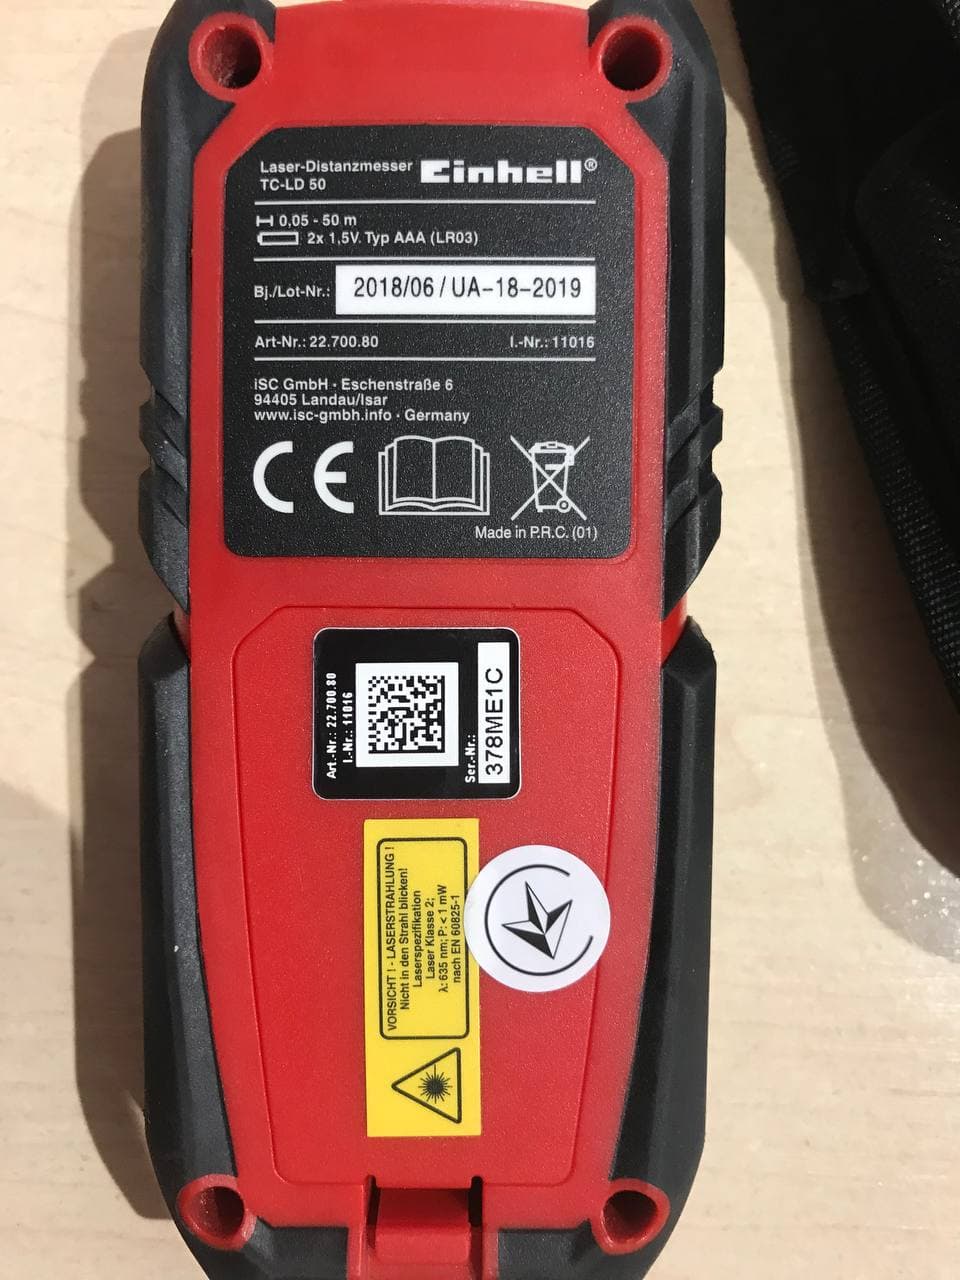 Laser-Distanzmesser
TC-LD 50
Einhell®
0,05 - 50 m
2x 1,5V. Typ AAA (LR03)
Bj./Lot-Nr.: 2018/06 / UA-18-2019
Art-Nr.: 22.700.80 I.-Nr.: 11016
iSC GmbH · Eschenstraße 6
94405 Landau/Isar
www.isc-gmbh.info · Germany
CE
Made in P.R.C. (01)
Art.-Nr.: 22.700.80
I.-Nr.: 11016
Ser.-Nr.:
378ME1C
VORSICHT ! - LASERSTRAHLUNG !
Nicht in den Strahl blicken!
Laserspezifikation
Laser Klasse 2;
λ: 635 nm; P: < 1 mW
nach EN 60825-1